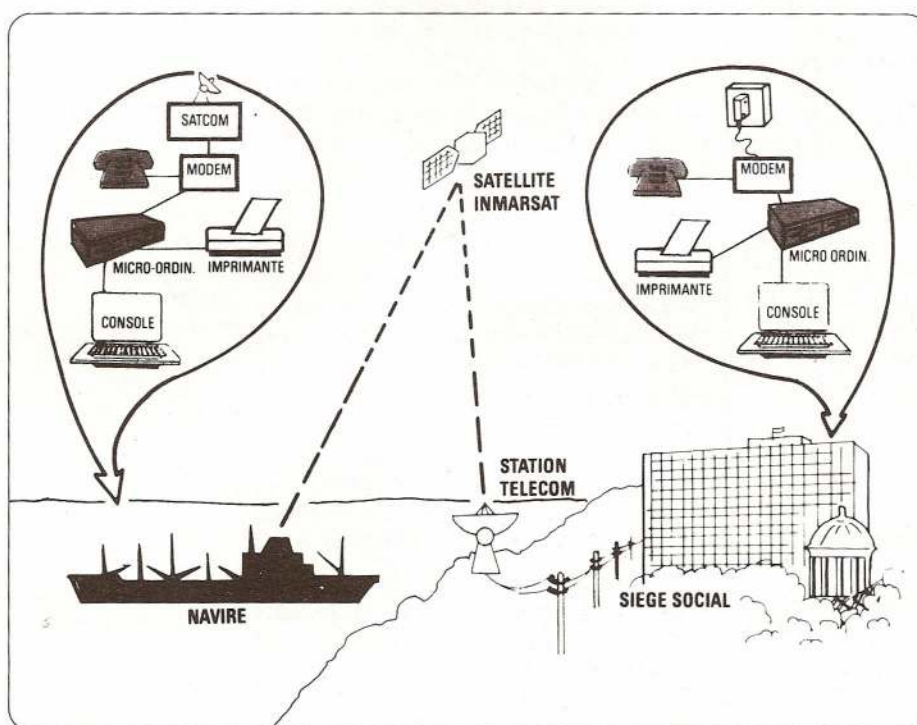 SATCOM
MODEM
MICRO-ORDIN.
IMPRIMANTE
CONSOLE
SATELLITE
INMARSAT
MODEM
MICRO ORDIN.
IMPRIMANTE
CONSOLE
STATION
TELECOM
NAVIRE
SIEGE SOCIAL